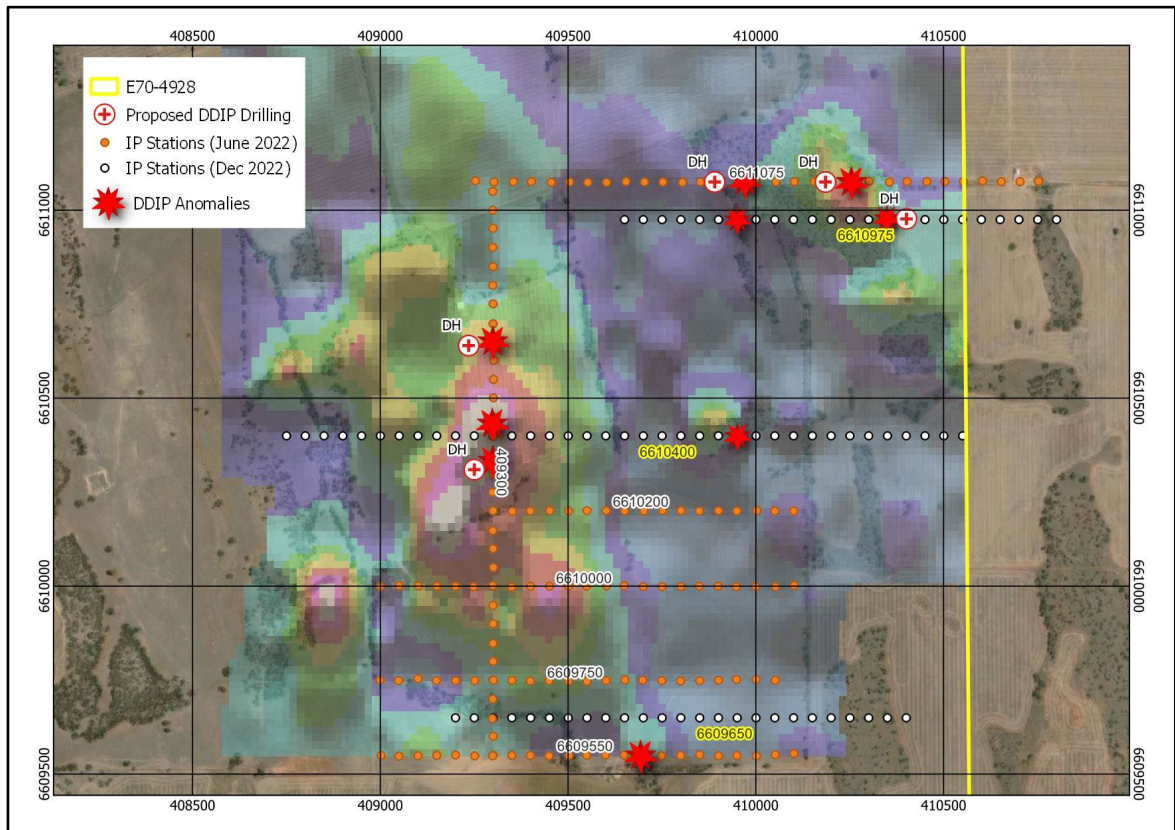 408500 409000 409500 410000 410500
E70-4928
Proposed DDIP Drilling
IP Stations (June 2022)
IP Stations (Dec 2022)
DDIP Anomalies
DH
6611075
DH
DH
6611000
6611000
6610975
DH
6610500
6610500
6610400
DH
409300
6610200
6610000
6610000
6610000
6609750
6609650
6609550
6609500
6609500
408500 409000 409500 410000 410500